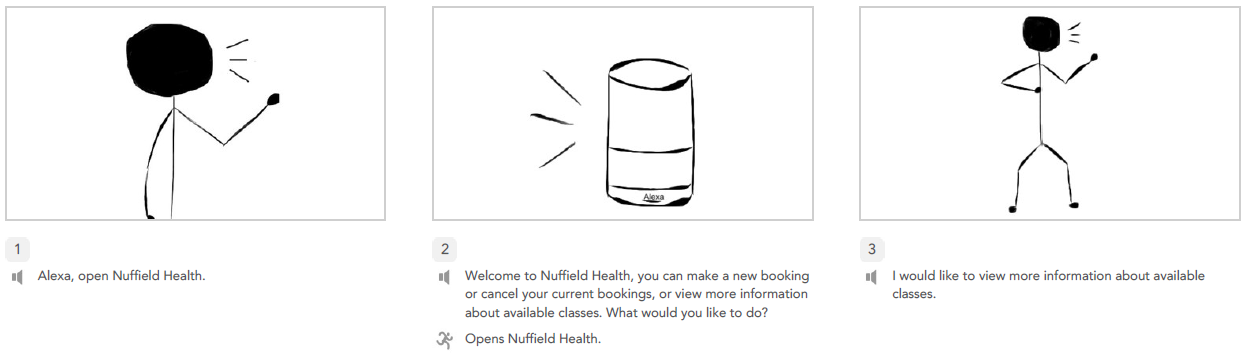 Alexa
1
Alexa, open Nuffield Health.
2
Welcome to Nuffield Health, you can make a new booking
or cancel your current bookings, or view more information
about available classes. What would you like to do?
Opens Nuffield Health.
3
I would like to view more information about available
classes.